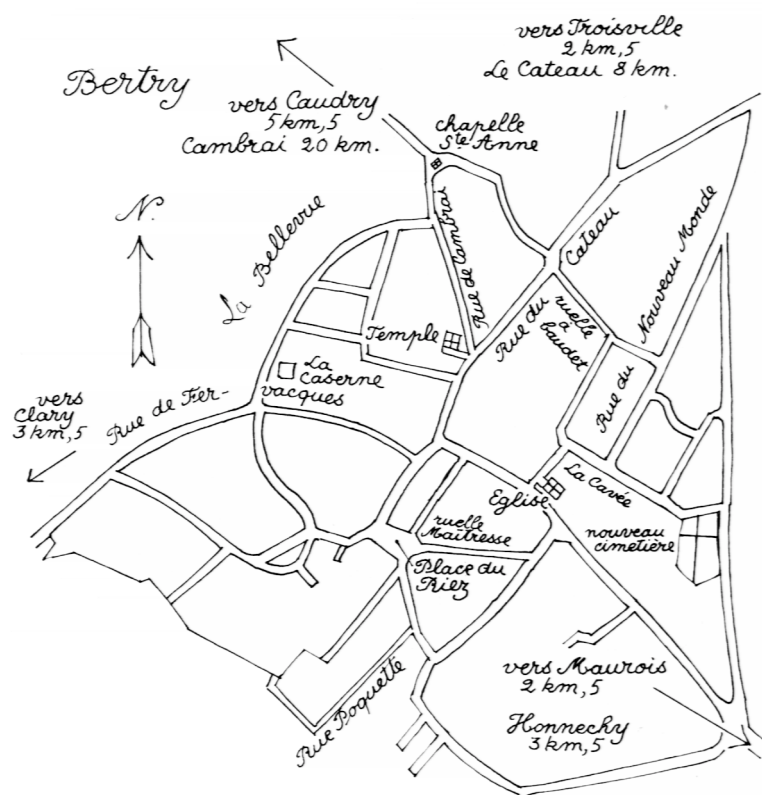 Bertry
vers Troisville
2 km,5
Le Cateau 8 km.
vers Caudry
5 km,5
Cambrai 20 km.
chapelle
Ste Anne
N.
La Bellevue
Rue de Cambrai
Rue du Cateau
Nouveau Monde
Rue du
ruelle
à
baudet
Temple
La
Caserne
vers
Clary
3 km,5
Rue de Fer-
vacques
Eglise
La Cavée
ruelle
Maîtresse
nouveau
cimetière
Place du
Riez
Rue Poquette
vers Maurois
2 km,5
Honnechy
3 km,5